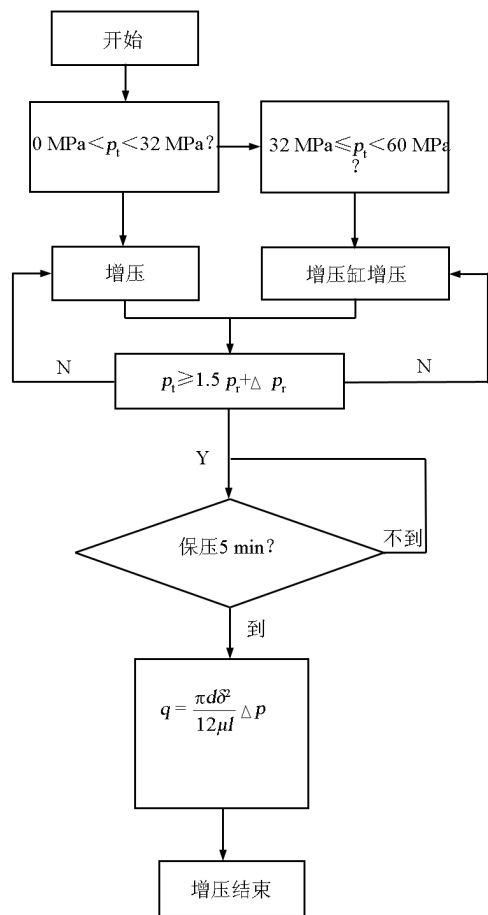 开始
0 MPa<pt<32 MPa?
32 MPa≤pt<60 MPa
?
增压
增压缸增压
N
N
pt≥1.5 pr+△ pr
Y
保压5 min?
不到
到
q = πdδ²/12μl △p
增压结束